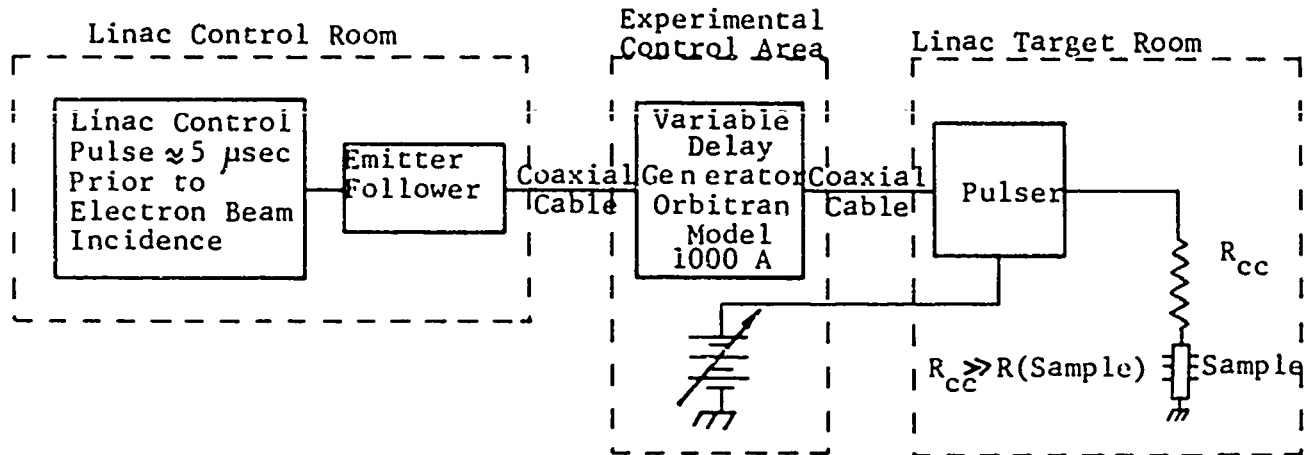 Linac Control Room
Linac Control
Pulse ≈ 5 μsec
Prior to
Electron Beam
Incidence
Emitter
Follower
Coaxial
Cable
Experimental
Control Area
Variable
Delay
Generator
Orbitran
Model
1000 A
Coaxial
Cable
Linac Target Room
Pulser
Rcc
Rcc≫R(Sample)
Sample